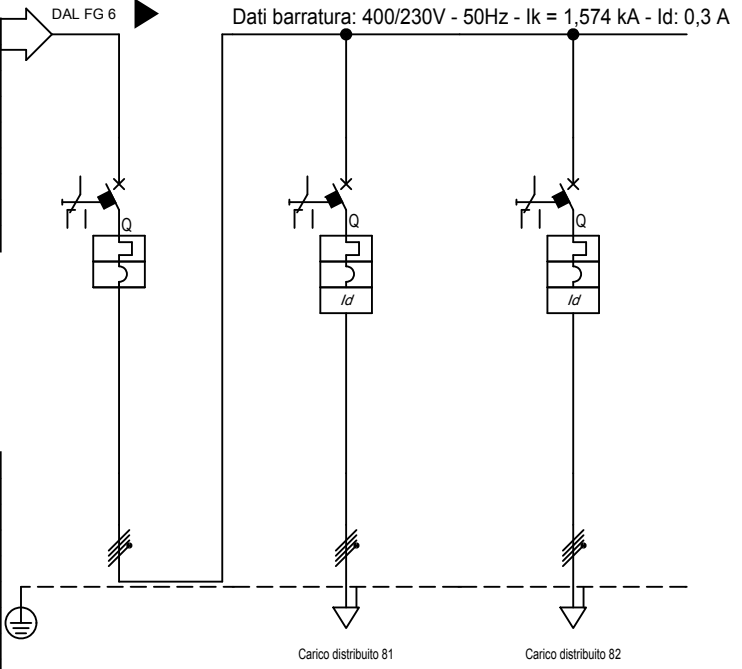 DAL FG 6
Dati barratura: 400/230V - 50Hz - Ik = 1,574 kA - Id: 0,3 A
Q
Q
Q
Id
Id
Carico distribuito 81
Carico distribuito 82